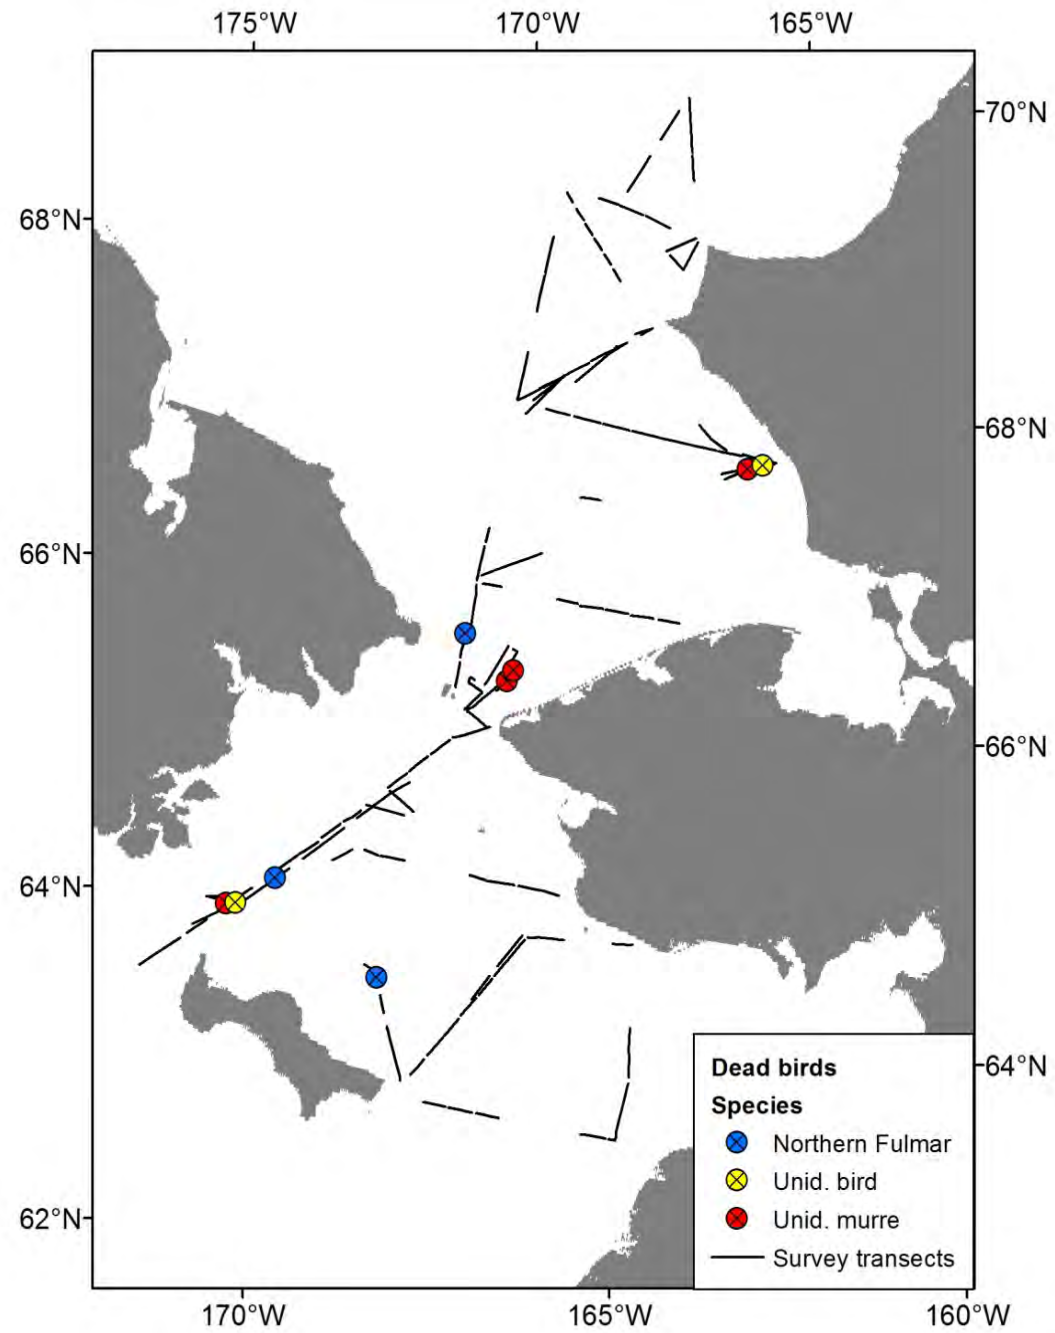 175°W 170°W 165°W
70°N
68°N
68°N
66°N
66°N
64°N
64°N
62°N
Dead birds
Species
Northern Fulmar
Unid. bird
Unid. murre
Survey transects
170°W 165°W 160°W